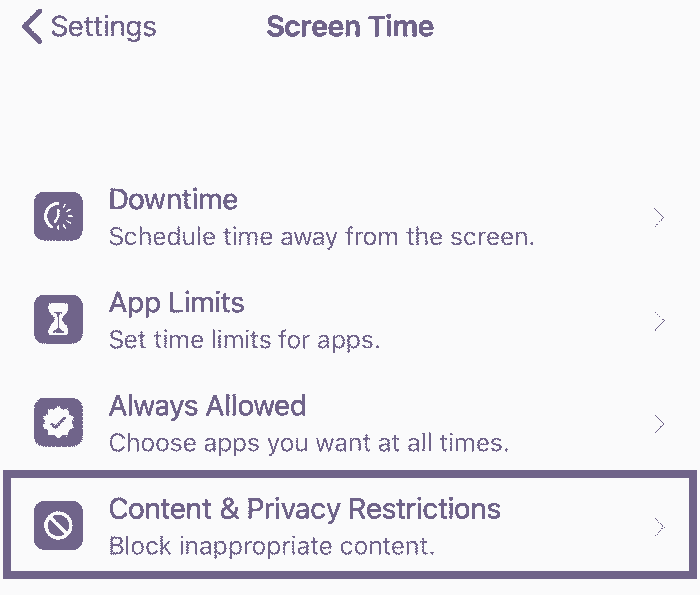 Settings
Screen Time
Downtime
Schedule time away from the screen.
App Limits
Set time limits for apps.
Always Allowed
Choose apps you want at all times.
Content & Privacy Restrictions
Block inappropriate content.